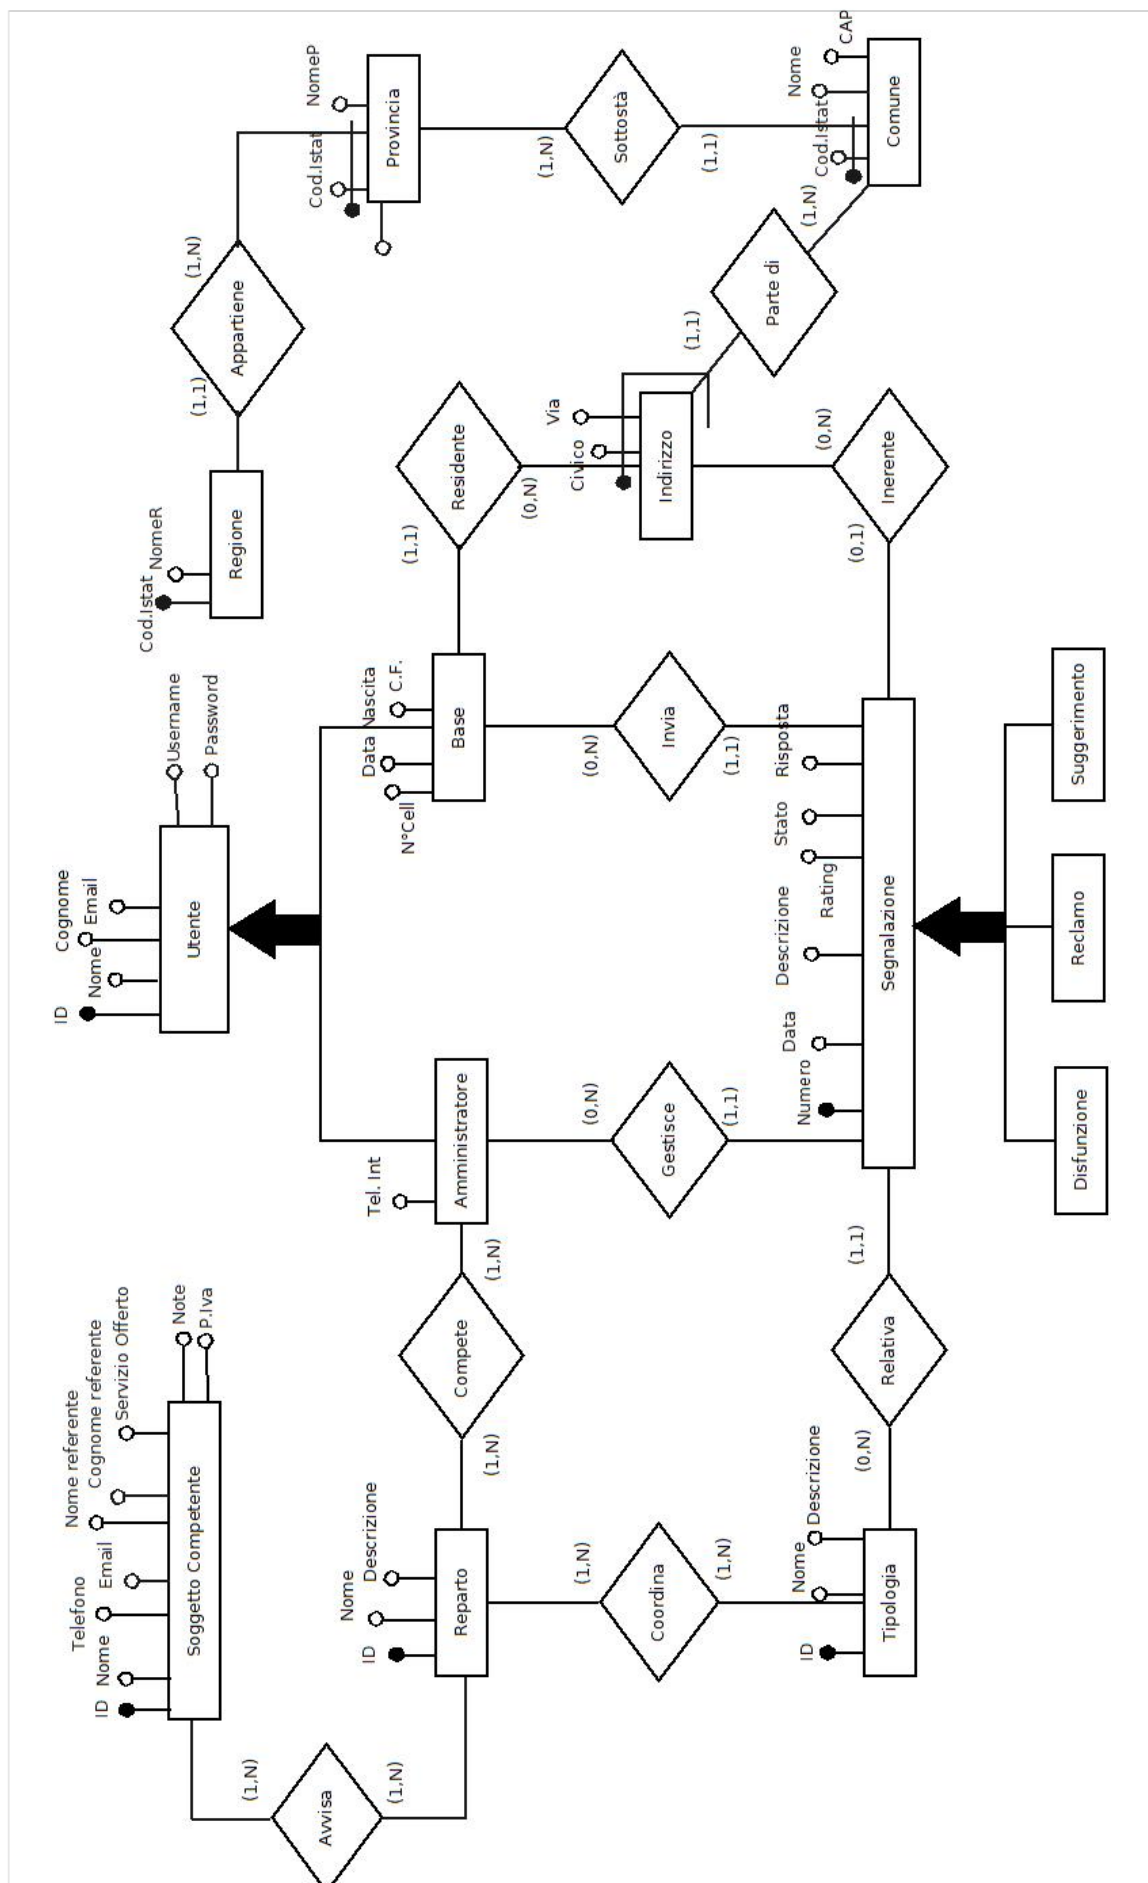 ID
Nome
Telefono
Email
Nome referente
Cognome referente
Servizio Offerto
Note
P.Iva
Soggetto Competente
ID
Nome
Cognome
Email
Username
Password
Utente
Cod.Istat
NomeR
Regione
(1,1)
Appartiene
(1,N)
Cod.Istat
NomeP
Provincia
(1,N)
Avvisa
(1,N)
ID
Nome
Descrizione
Reparto
(1,N)
Compete
(1,N)
Tel. Int
Amministratore
N°Cell
Data Nascita
C.F.
Base
(1,1)
Residente
(0,N)
Civico
Via
Indirizzo
(1,1)
Parte di
(1,N)
(1,N)
Sottostà
(1,1)
Cod.Istat
Nome
CAP
Comune
(1,N)
Coordina
(1,N)
(0,N)
Gestisce
(1,1)
(0,N)
Invia
(1,1)
ID
Nome
Descrizione
Tipologia
(0,N)
Relativa
(1,1)
Numero
Data
Descrizione
Rating
Stato
Risposta
Segnalazione
(0,1)
Inerente
(0,N)
Disfunzione
Reclamo
Suggerimento